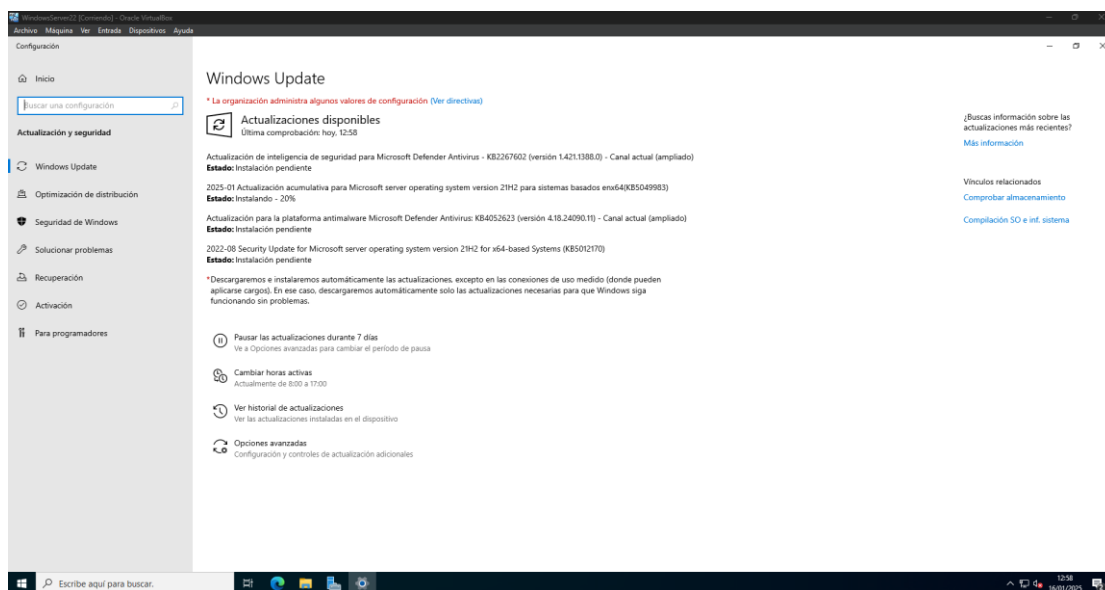 WindowsServer22 [Corriendo] - Oracle VirtualBox
Archivo Máquina Ver Entrada Dispositivos Ayuda
Configuración
Inicio
Buscar una configuración
Actualización y seguridad
Windows Update
Optimización de distribución
Seguridad de Windows
Solucionar problemas
Recuperación
Activación
Para programadores
Windows Update
* La organización administra algunos valores de configuración (Ver directivas)
Actualizaciones disponibles
Última comprobación: hoy, 12:58
Actualización de inteligencia de seguridad para Microsoft Defender Antivirus - KB2267602 (versión 1.421.1388.0) - Canal actual (ampliado)
Estado: Instalación pendiente
2025-01 Actualización acumulativa para Microsoft server operating system version 21H2 para sistemas basados enx64(KB5049983)
Estado: Instalando - 20%
Actualización para la plataforma antimalware Microsoft Defender Antivirus: KB4052623 (versión 4.18.24090.11) - Canal actual (ampliado)
Estado: Instalación pendiente
2022-08 Security Update for Microsoft server operating system version 21H2 for x64-based Systems (KB5012170)
Estado: Instalación pendiente
*Descargaremos e instalaremos automáticamente las actualizaciones, excepto en las conexiones de uso medido (donde pueden
aplicarse cargos). En ese caso, descargaremos automáticamente solo las actualizaciones necesarias para que Windows siga
funcionando sin problemas.
Pausar las actualizaciones durante 7 días
Ve a Opciones avanzadas para cambiar el período de pausa
Cambiar horas activas
Actualmente de 8:00 a 17:00
Ver historial de actualizaciones
Ver las actualizaciones instaladas en el dispositivo
Opciones avanzadas
Configuración y controles de actualización adicionales
¿Buscas información sobre las
actualizaciones más recientes?
Más información
Vínculos relacionados
Comprobar almacenamiento
Compilación SO e inf. sistema
Escribe aquí para buscar.
12:58
16/01/2025